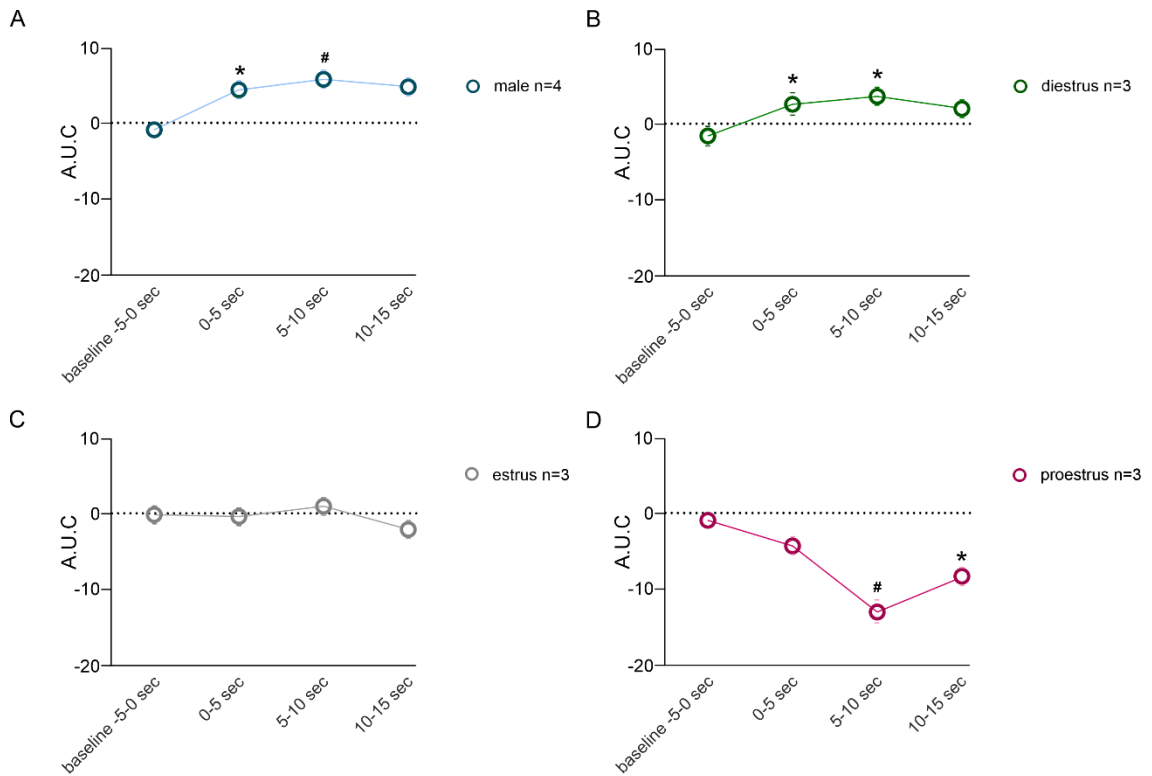 A
10
0
-10
-20
A.U.C
*
#
male n=4
baseline -5-0 sec
0-5 sec
5-10 sec
10-15 sec
B
10
0
-10
-20
A.U.C
*
*
diestrus n=3
baseline -5-0 sec
0-5 sec
5-10 sec
10-15 sec
C
10
0
-10
-20
A.U.C
estrus n=3
baseline -5-0 sec
0-5 sec
5-10 sec
10-15 sec
D
10
0
-10
-20
A.U.C
#
*
proestrus n=3
baseline -5-0 sec
0-5 sec
5-10 sec
10-15 sec